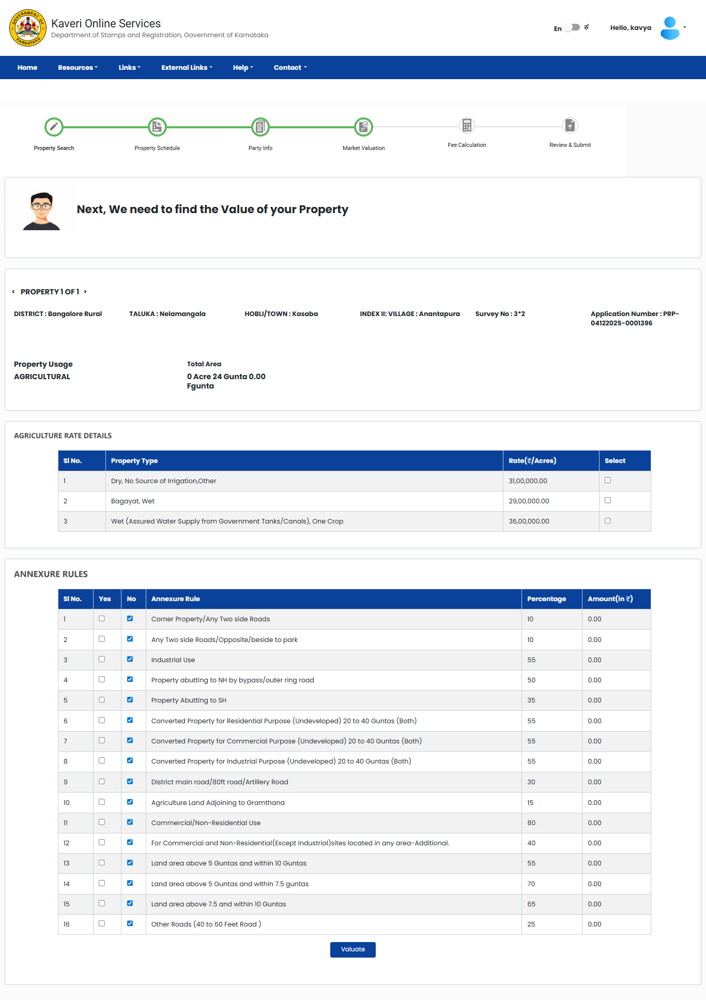 Kaveri Online Services
Department of Stamps and Registration, Government of Karnataka
En ಕ Hello, kavya
Home Resources Links External Links Help Contact
Property Search Property Schedule Party Info Market Valuation Fee Calculation Review & Submit
Next, We need to find the Value of your Property
< PROPERTY 1 OF 1 >
DISTRICT : Bangalore Rural TALUKA : Nelamangala HOBLI/TOWN : Kasaba INDEX II: VILLAGE : Anantapura Survey No : 3*2 Application Number : PRP-
04122025-0001396
Property Usage Total Area
AGRICULTURAL 0 Acre 24 Gunta 0.00
Fgunta
AGRICULTURE RATE DETAILS
Sl No. Property Type Rate(₹/Acres) Select
1 Dry, No Source of Irrigation,Other 31,00,000.00
2 Bagayat, Wet 29,00,000.00
3 Wet (Assured Water Supply from Government Tanks/Canals), One Crop 36,00,000.00
ANNEXURE RULES
Sl No. Yes No Annexure Rule Percentage Amount(in ₹)
1 Corner Property/Any Two side Roads 10 0.00
2 Any Two side Roads/Opposite/beside to park 10 0.00
3 Industrial Use 55 0.00
4 Property abutting to NH by bypass/outer ring road 50 0.00
5 Property Abutting to SH 35 0.00
6 Converted Property for Residential Purpose (Undeveloped) 20 to 40 Guntas (Both) 55 0.00
7 Converted Property for Commercial Purpose (Undeveloped) 20 to 40 Guntas (Both) 55 0.00
8 Converted Property for Industrial Purpose (Undeveloped) 20 to 40 Guntas (Both) 55 0.00
9 District main road/80ft road/Artillery Road 30 0.00
10 Agriculture Land Adjoining to Gramthana 15 0.00
11 Commercial/Non-Residential Use 80 0.00
12 For Commercial and Non-Residential(Except Industrial)sites located in any area-Additional. 40 0.00
13 Land area above 5 Guntas and within 10 Guntas 55 0.00
14 Land area above 5 Guntas and within 7.5 guntas 70 0.00
15 Land area above 7.5 and within 10 Guntas 65 0.00
16 Other Roads (40 to 60 Feet Road ) 25 0.00
Valuate